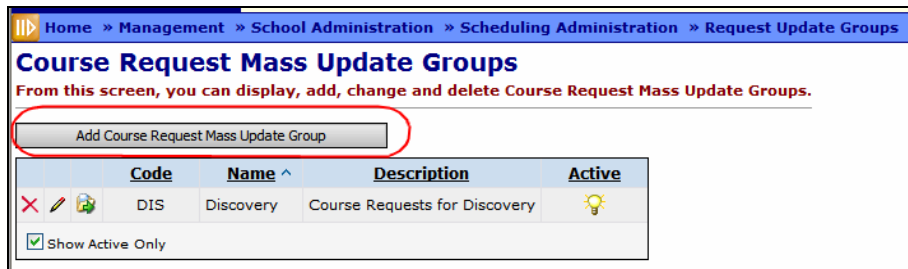 Home » Management » School Administration » Scheduling Administration » Request Update Groups
Course Request Mass Update Groups
From this screen, you can display, add, change and delete Course Request Mass Update Groups.
Add Course Request Mass Update Group
Code Name ^ Description Active
DIS Discovery Course Requests for Discovery
Show Active Only